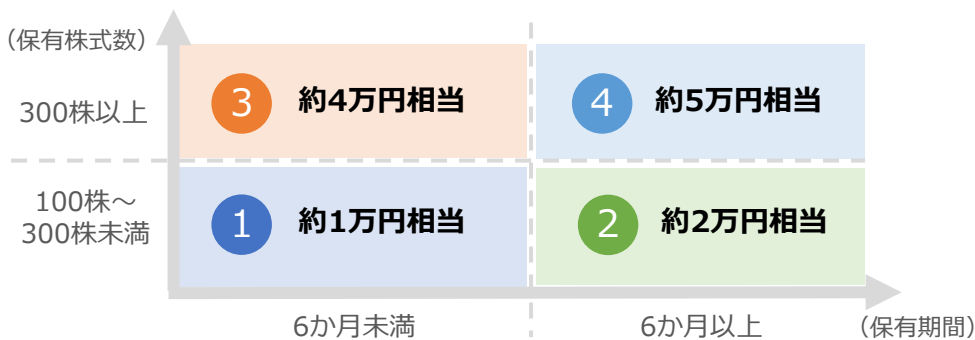 （保有株式数）
300株以上
3 約4万円相当
4 約5万円相当
100株～
300株未満
1 約1万円相当
2 約2万円相当
6か月未満
6か月以上
（保有期間）